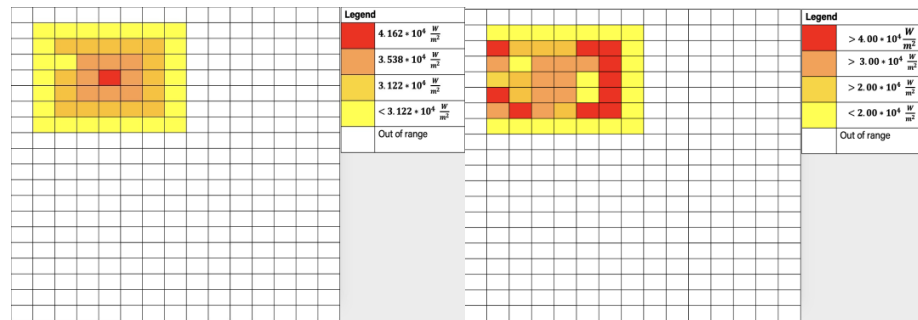 Legend
4.162 * 10⁴ W/m²
3.538 * 10⁴ W/m²
3.122 * 10⁴ W/m²
< 3.122 * 10⁴ W/m²
Out of range
Legend
> 4.00 * 10⁴ W/m²
> 3.00 * 10⁴ W/m²
> 2.00 * 10⁴ W/m²
< 2.00 * 10⁴ W/m²
Out of range